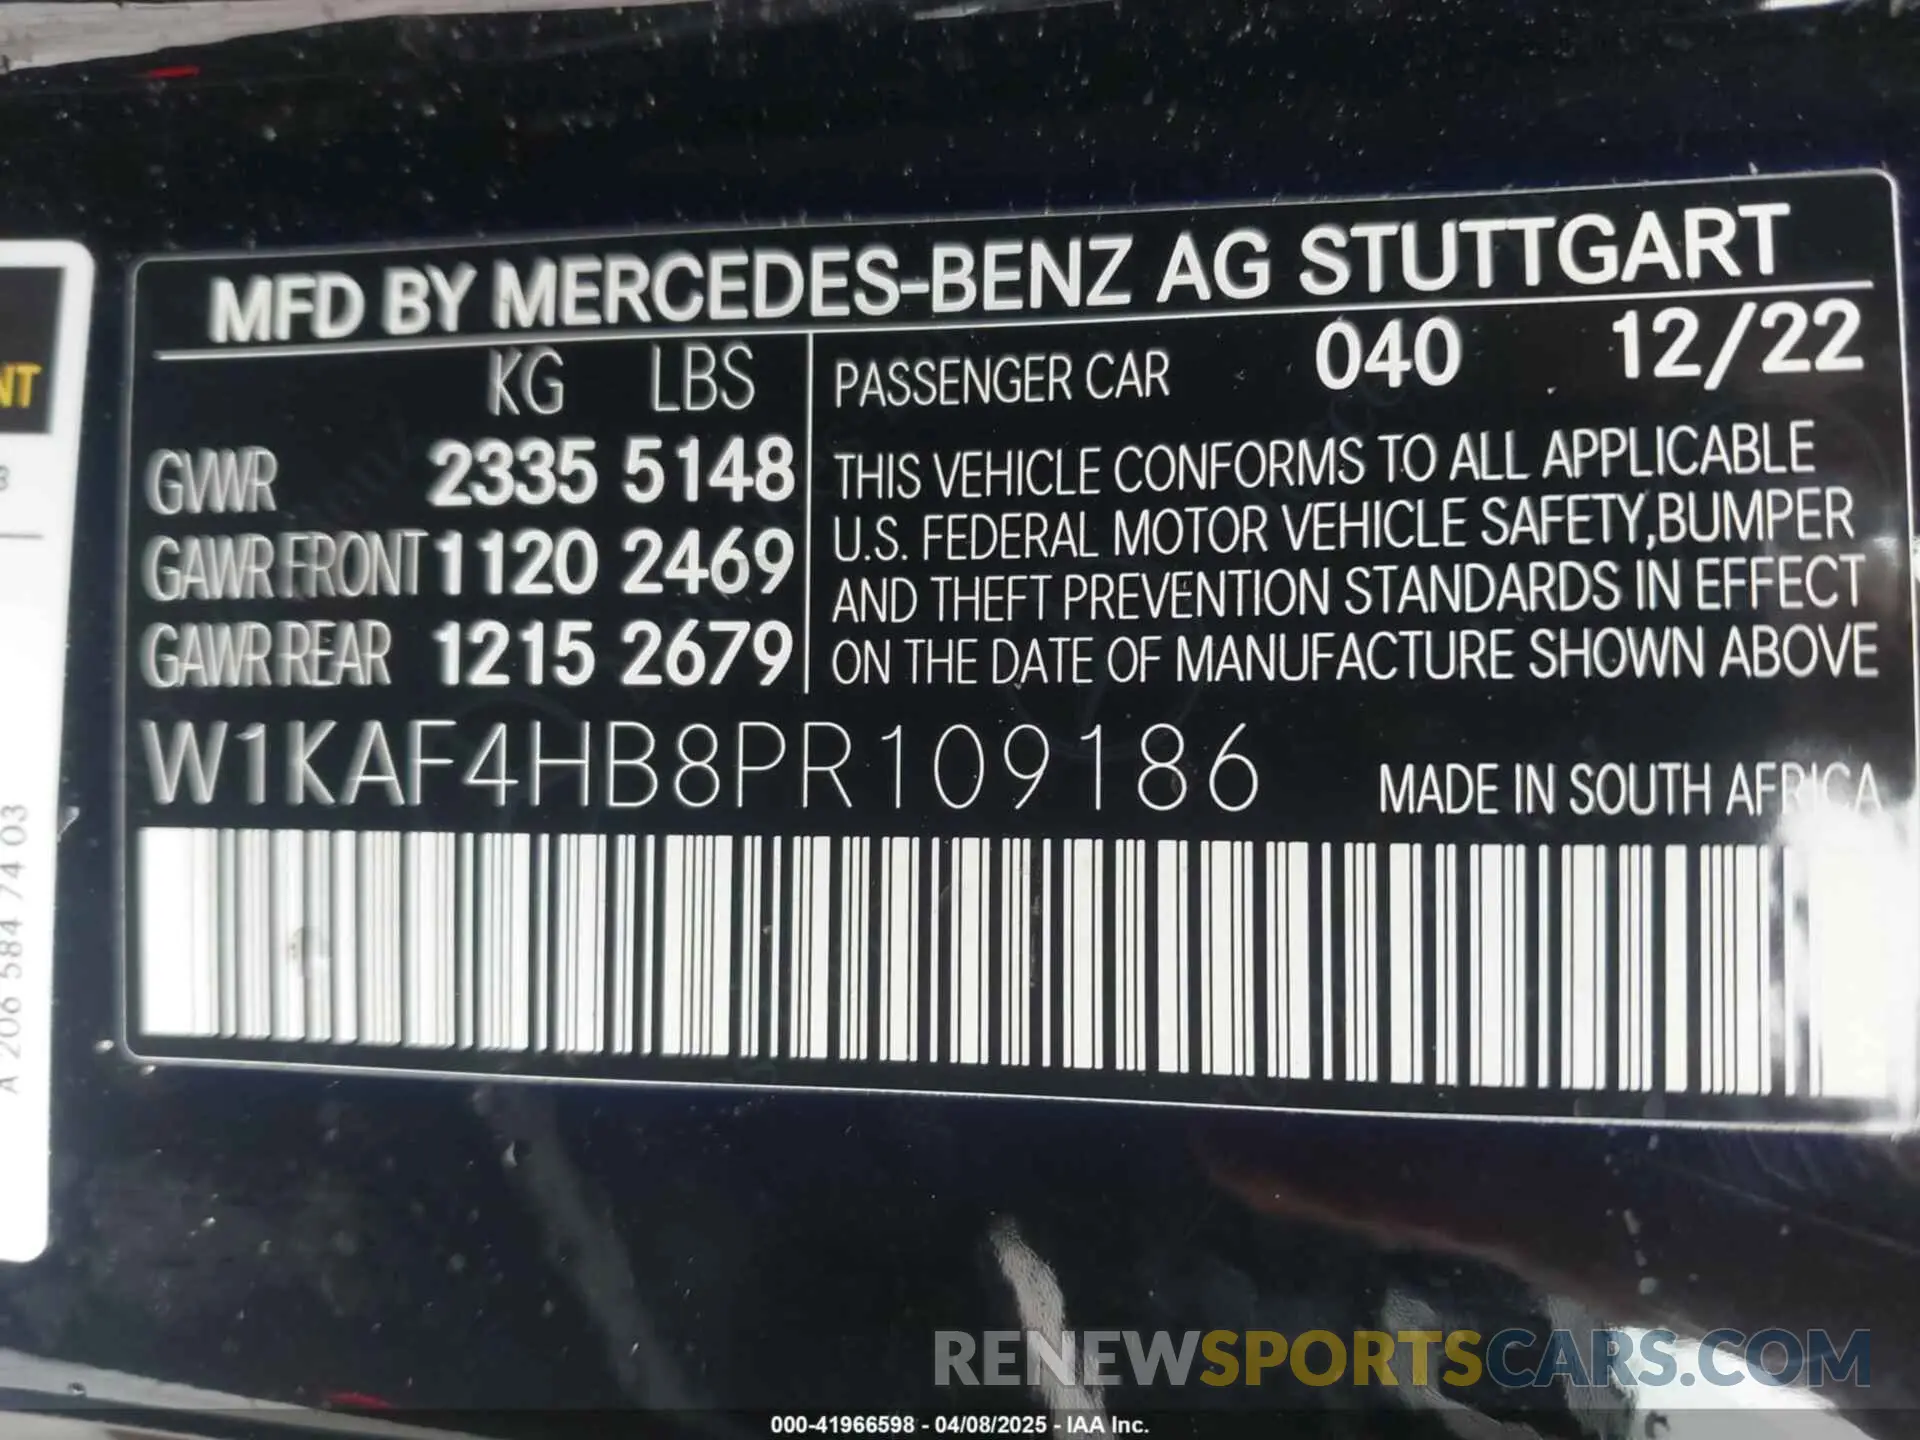 MFD BY MERCEDES-BENZ AG STUTTGART
KG LBS
GVWR 2335 5148
GAWR FRONT 1120 2469
GAWR REAR 1215 2679
PASSENGER CAR 040 12/22
THIS VEHICLE CONFORMS TO ALL APPLICABLE
U.S. FEDERAL MOTOR VEHICLE SAFETY,BUMPER
AND THEFT PREVENTION STANDARDS IN EFFECT
ON THE DATE OF MANUFACTURE SHOWN ABOVE
W1KAF4HB8PR109186 MADE IN SOUTH AFRICA
NT
3
A 206 584 74 03
RENEWSPORTSCARS.COM
000-41966598 - 04/08/2025 - IAA Inc.